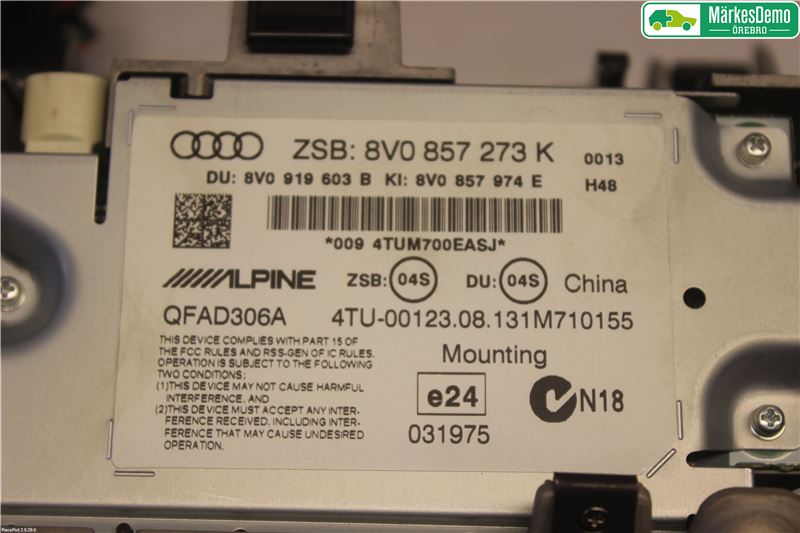 MärkesDemo
ÖREBRO
ZSB: 8V0 857 273 K 0013
DU: 8V0 919 603 B KI: 8V0 857 974 E H48
*009 4TUM700EASJ*
ALPINE ZSB: 04S DU: 04S China
QFAD306A 4TU-00123.08.131M710155
THIS DEVICE COMPLIES WITH PART 15 OF
THE FCC RULES AND RSS-GEN OF IC RULES.
OPERATION IS SUBJECT TO THE FOLLOWING
TWO CONDITIONS:
(1)THIS DEVICE MAY NOT CAUSE HARMFUL
INTERFERENCE, AND
(2)THIS DEVICE MUST ACCEPT ANY INTER-
FERENCE RECEIVED, INCLUDING INTER-
FERENCE THAT MAY CAUSE UNDESIRED
OPERATION.
Mounting
e24 N18
031975